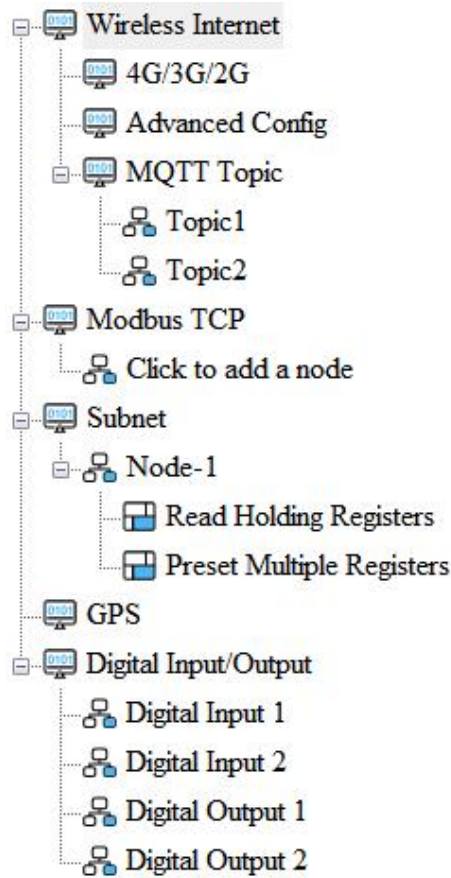 Wireless Internet
4G/3G/2G
Advanced Config
MQTT Topic
Topic1
Topic2
Modbus TCP
Click to add a node
Subnet
Node-1
Read Holding Registers
Preset Multiple Registers
GPS
Digital Input/Output
Digital Input 1
Digital Input 2
Digital Output 1
Digital Output 2